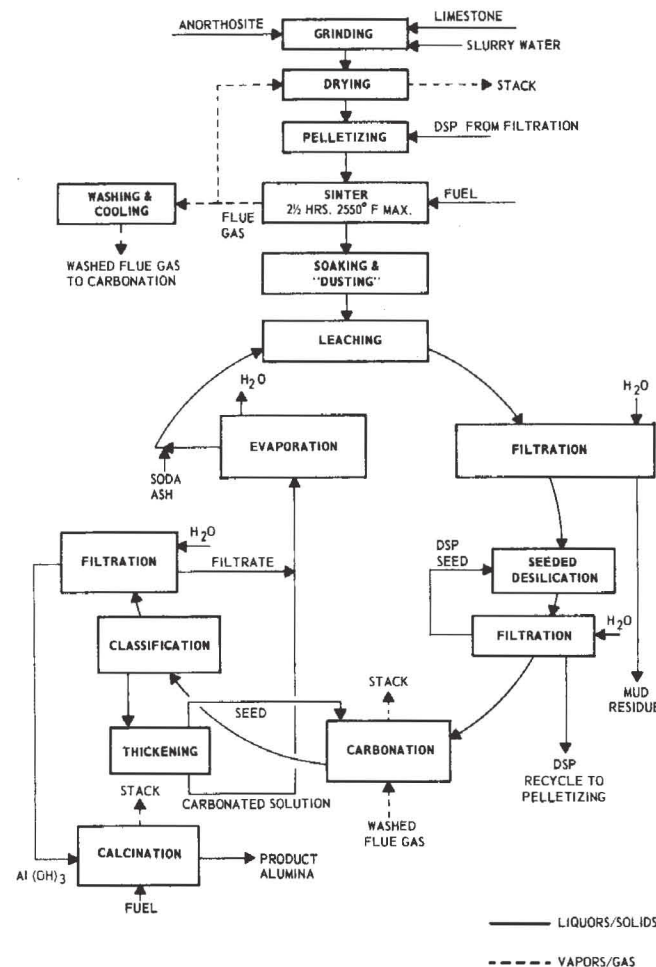 ANORTHOSITE
LIMESTONE
GRINDING
SLURRY WATER
DRYING
STACK
PELLETIZING
DSP FROM FILTRATION
WASHING &
COOLING
FLUE
GAS
SINTER
2½ HRS. 2550° F MAX.
FUEL
WASHED FLUE GAS
TO CARBONATION
SOAKING &
"DUSTING"
LEACHING
H2O
EVAPORATION
SODA
ASH
H2O
FILTRATION
FILTRATION
H2O
FILTRATE
DSP
SEED
SEEDED
DESILICATION
FILTRATION
H2O
CLASSIFICATION
MUD
RESIDUE
THICKENING
SEED
STACK
CARBONATION
DSP
RECYCLE TO
PELLETIZING
CARBONATED SOLUTION
WASHED
FLUE GAS
STACK
CALCINATION
PRODUCT
ALUMINA
Al (OH)3
FUEL
LIQUORS/SOLIDS
VAPORS/GAS